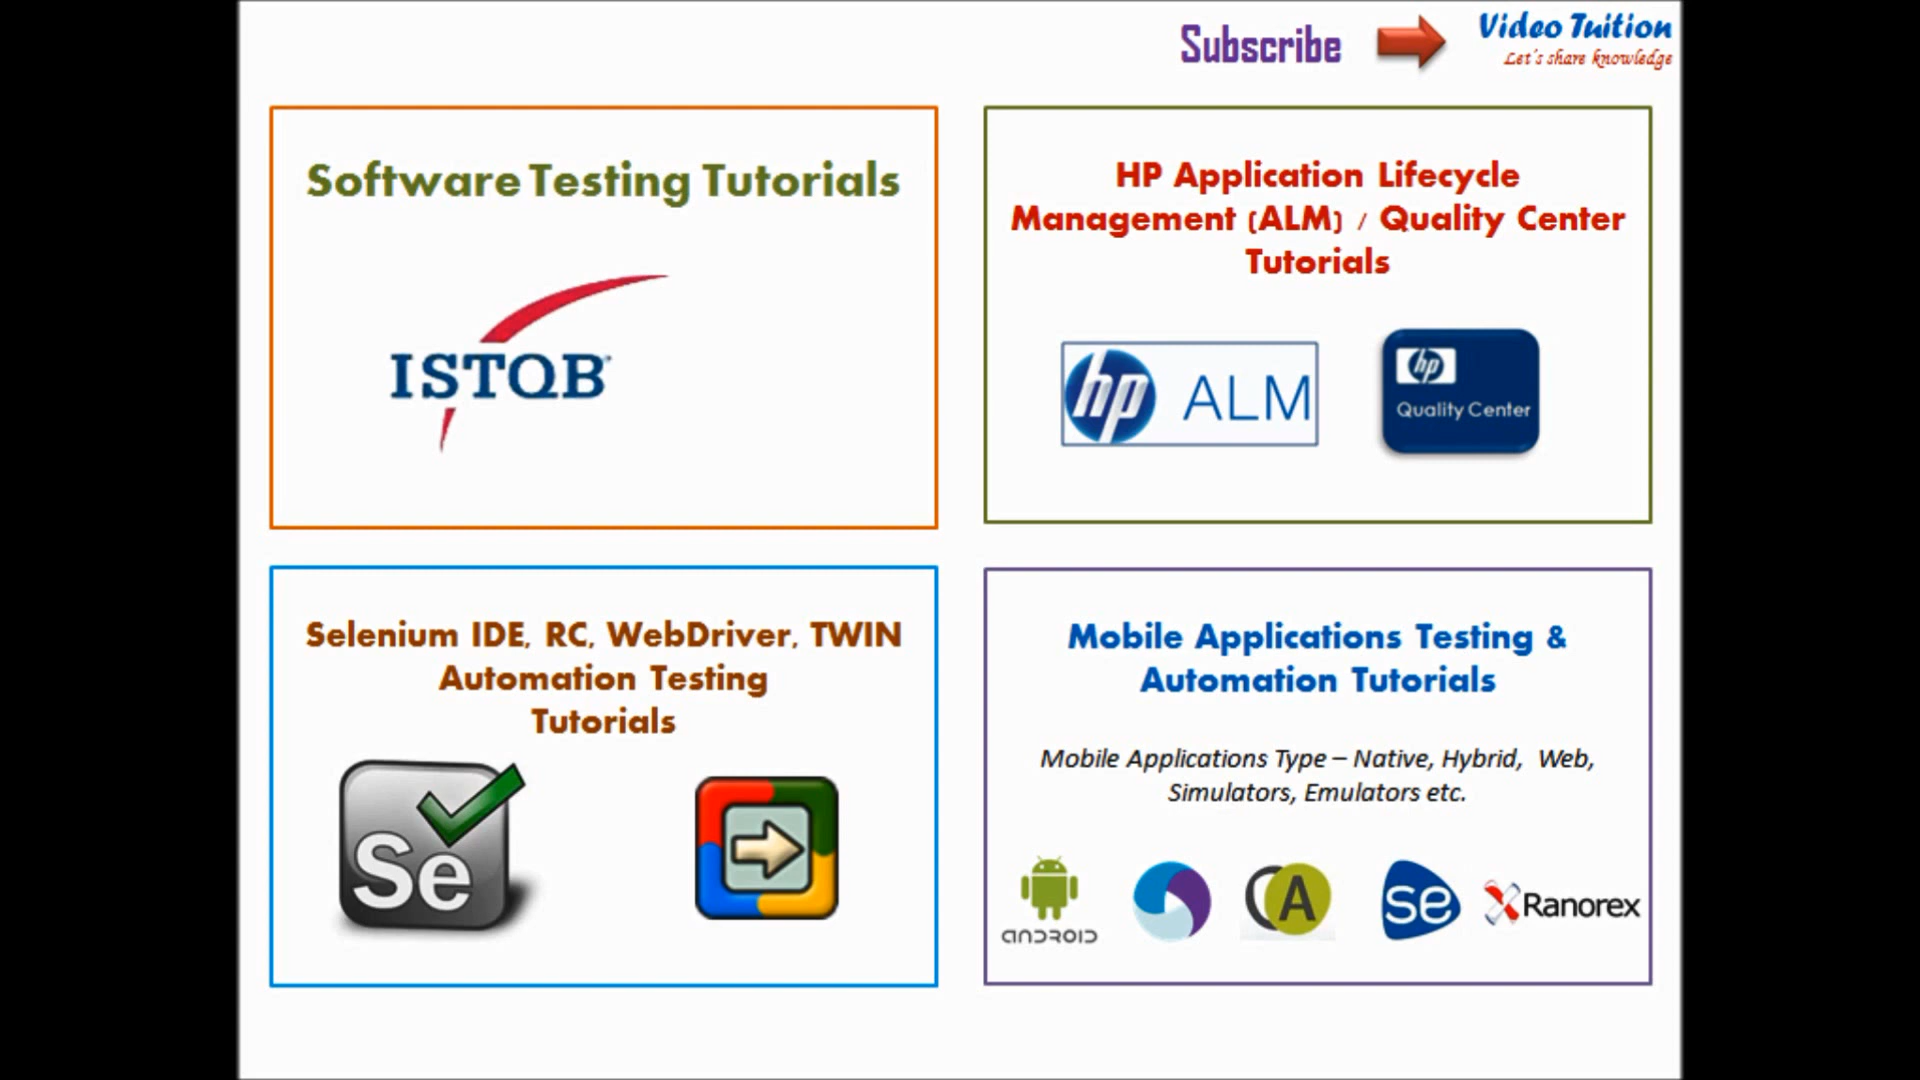 Subscribe
Video Tuition
Let's share knowledge
Software Testing Tutorials
ISTQB
HP Application Lifecycle
Management (ALM) / Quality Center
Tutorials
hp ALM
hp
Quality Center
Selenium IDE, RC, WebDriver, TWIN
Automation Testing
Tutorials
Se
Mobile Applications Testing &
Automation Tutorials
Mobile Applications Type – Native, Hybrid, Web,
Simulators, Emulators etc.
ANDROID
CA
se
Ranorex